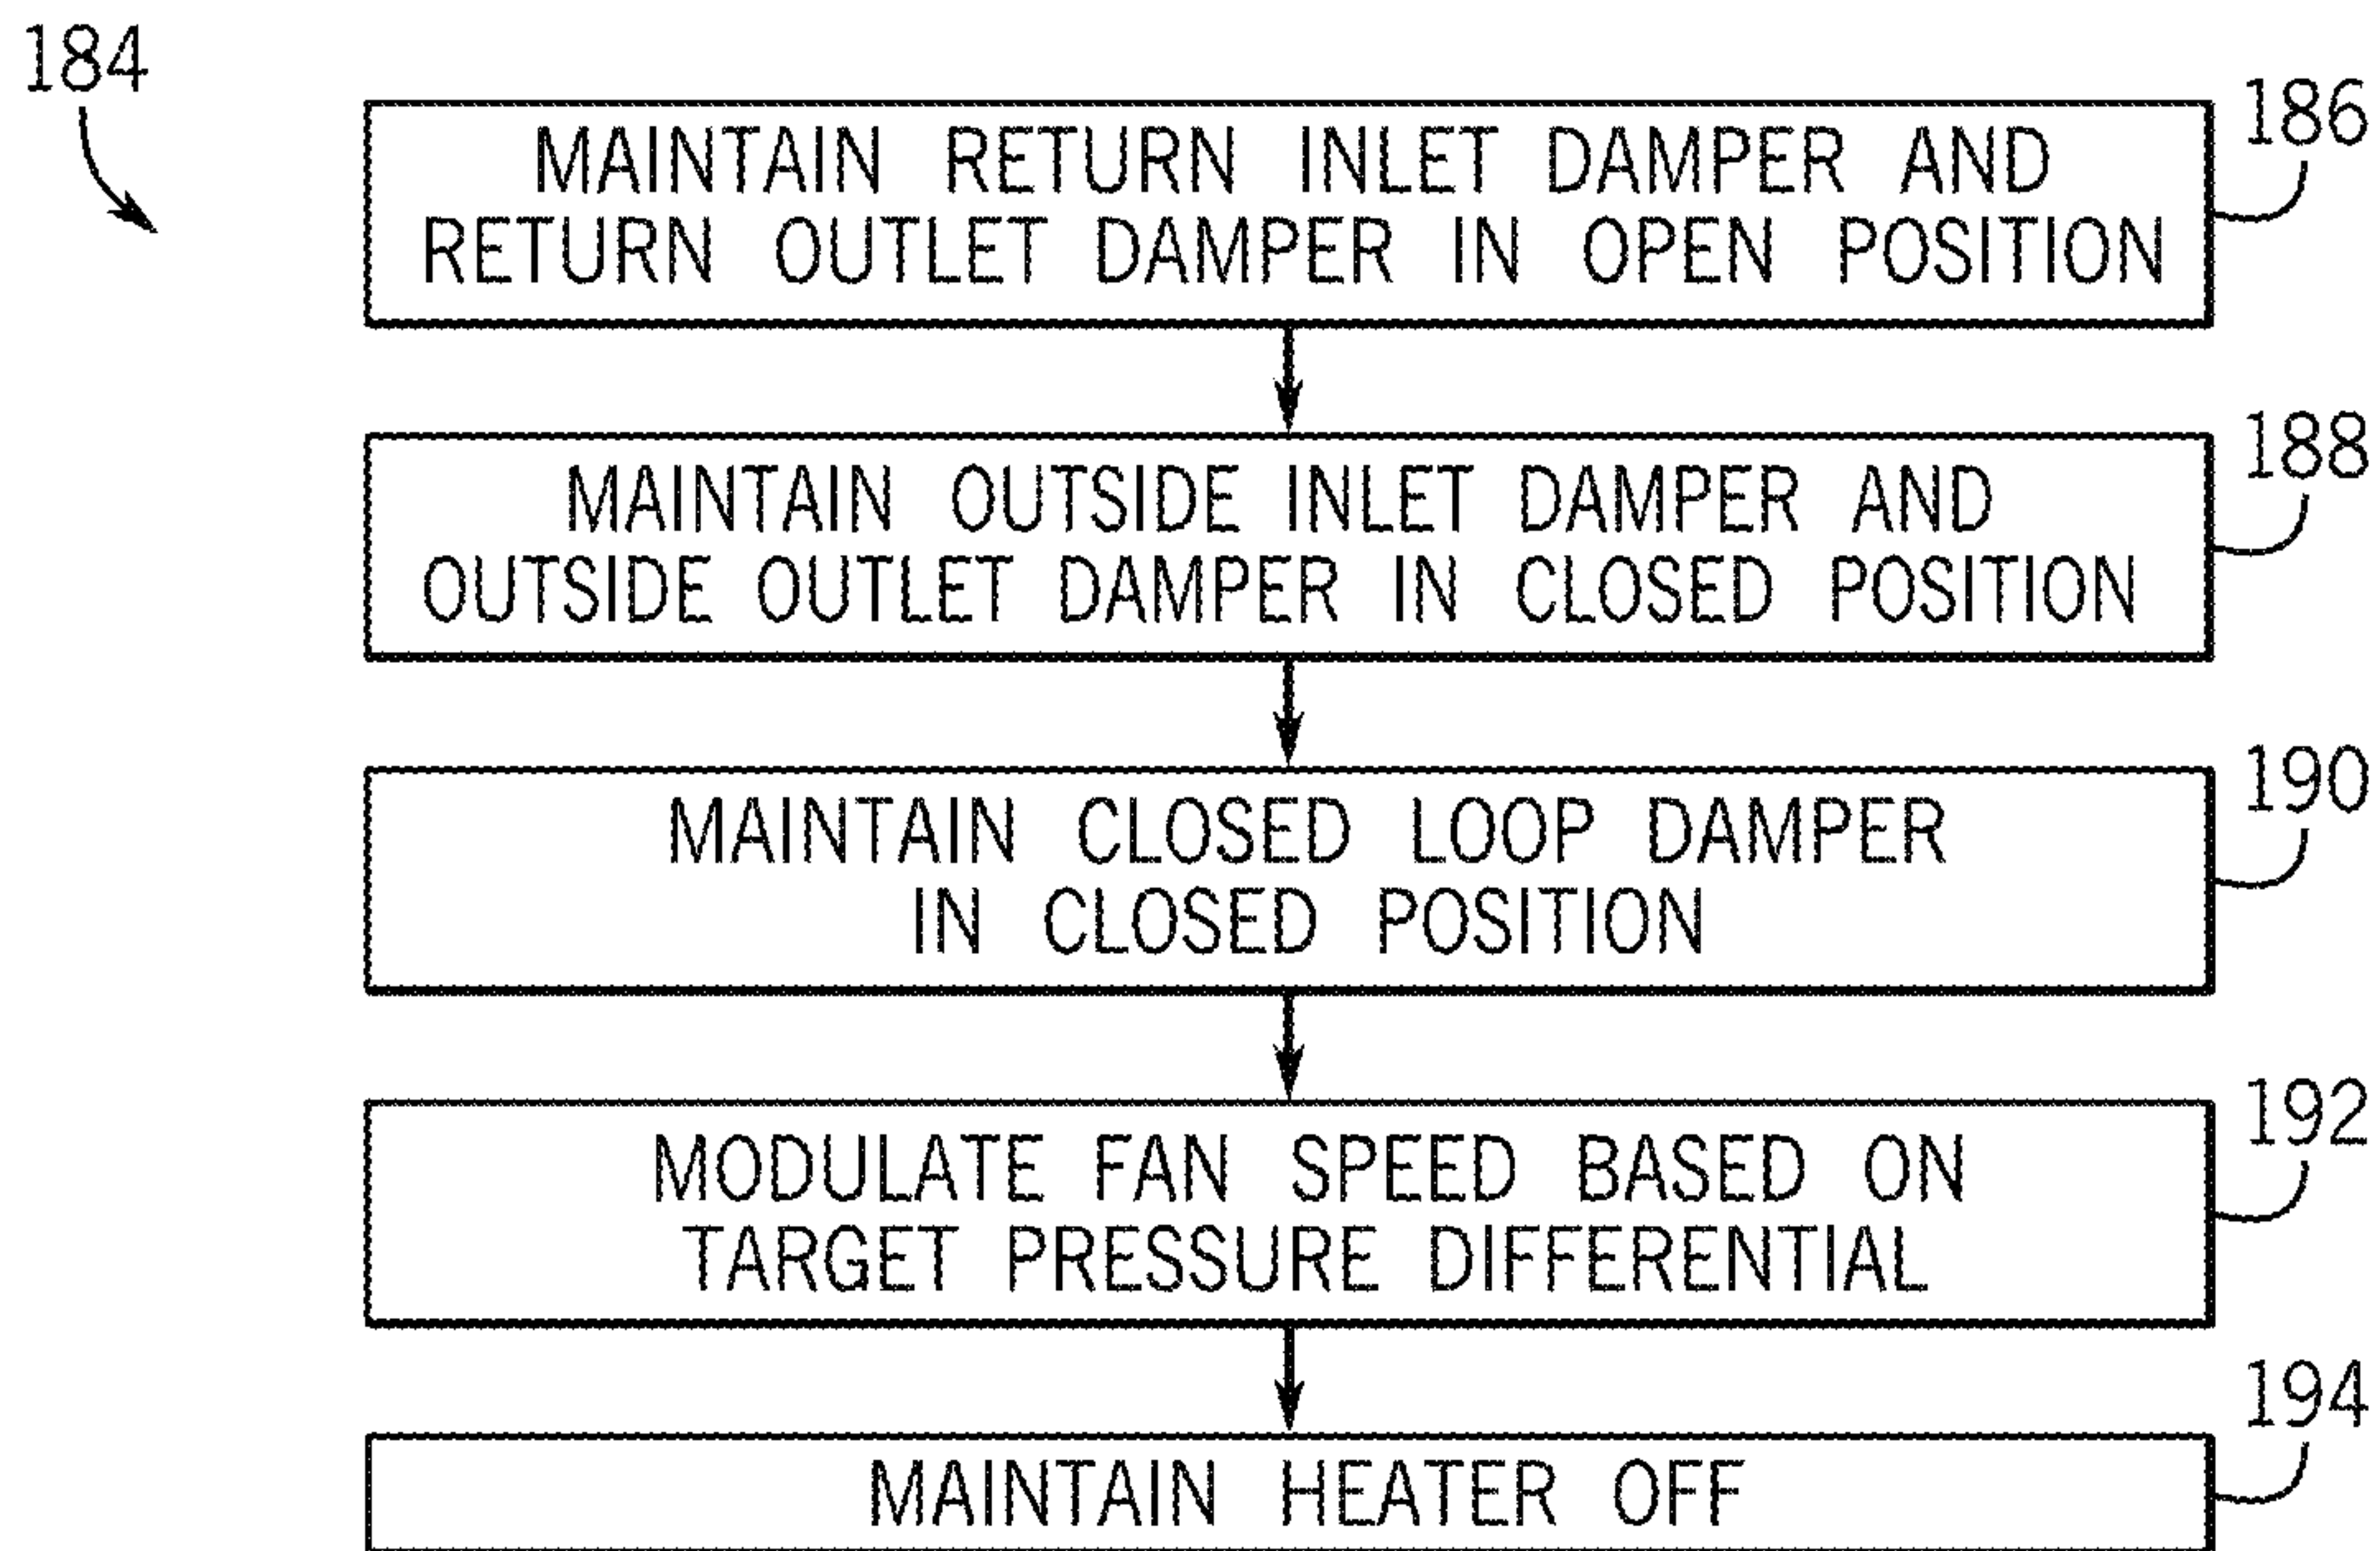 184
186
MAINTAIN RETURN INLET DAMPER AND
RETURN OUTLET DAMPER IN OPEN POSITION
188
MAINTAIN OUTSIDE INLET DAMPER AND
OUTSIDE OUTLET DAMPER IN CLOSED POSITION
190
MAINTAIN CLOSED LOOP DAMPER
IN CLOSED POSITION
192
MODULATE FAN SPEED BASED ON
TARGET PRESSURE DIFFERENTIAL
194
MAINTAIN HEATER OFF